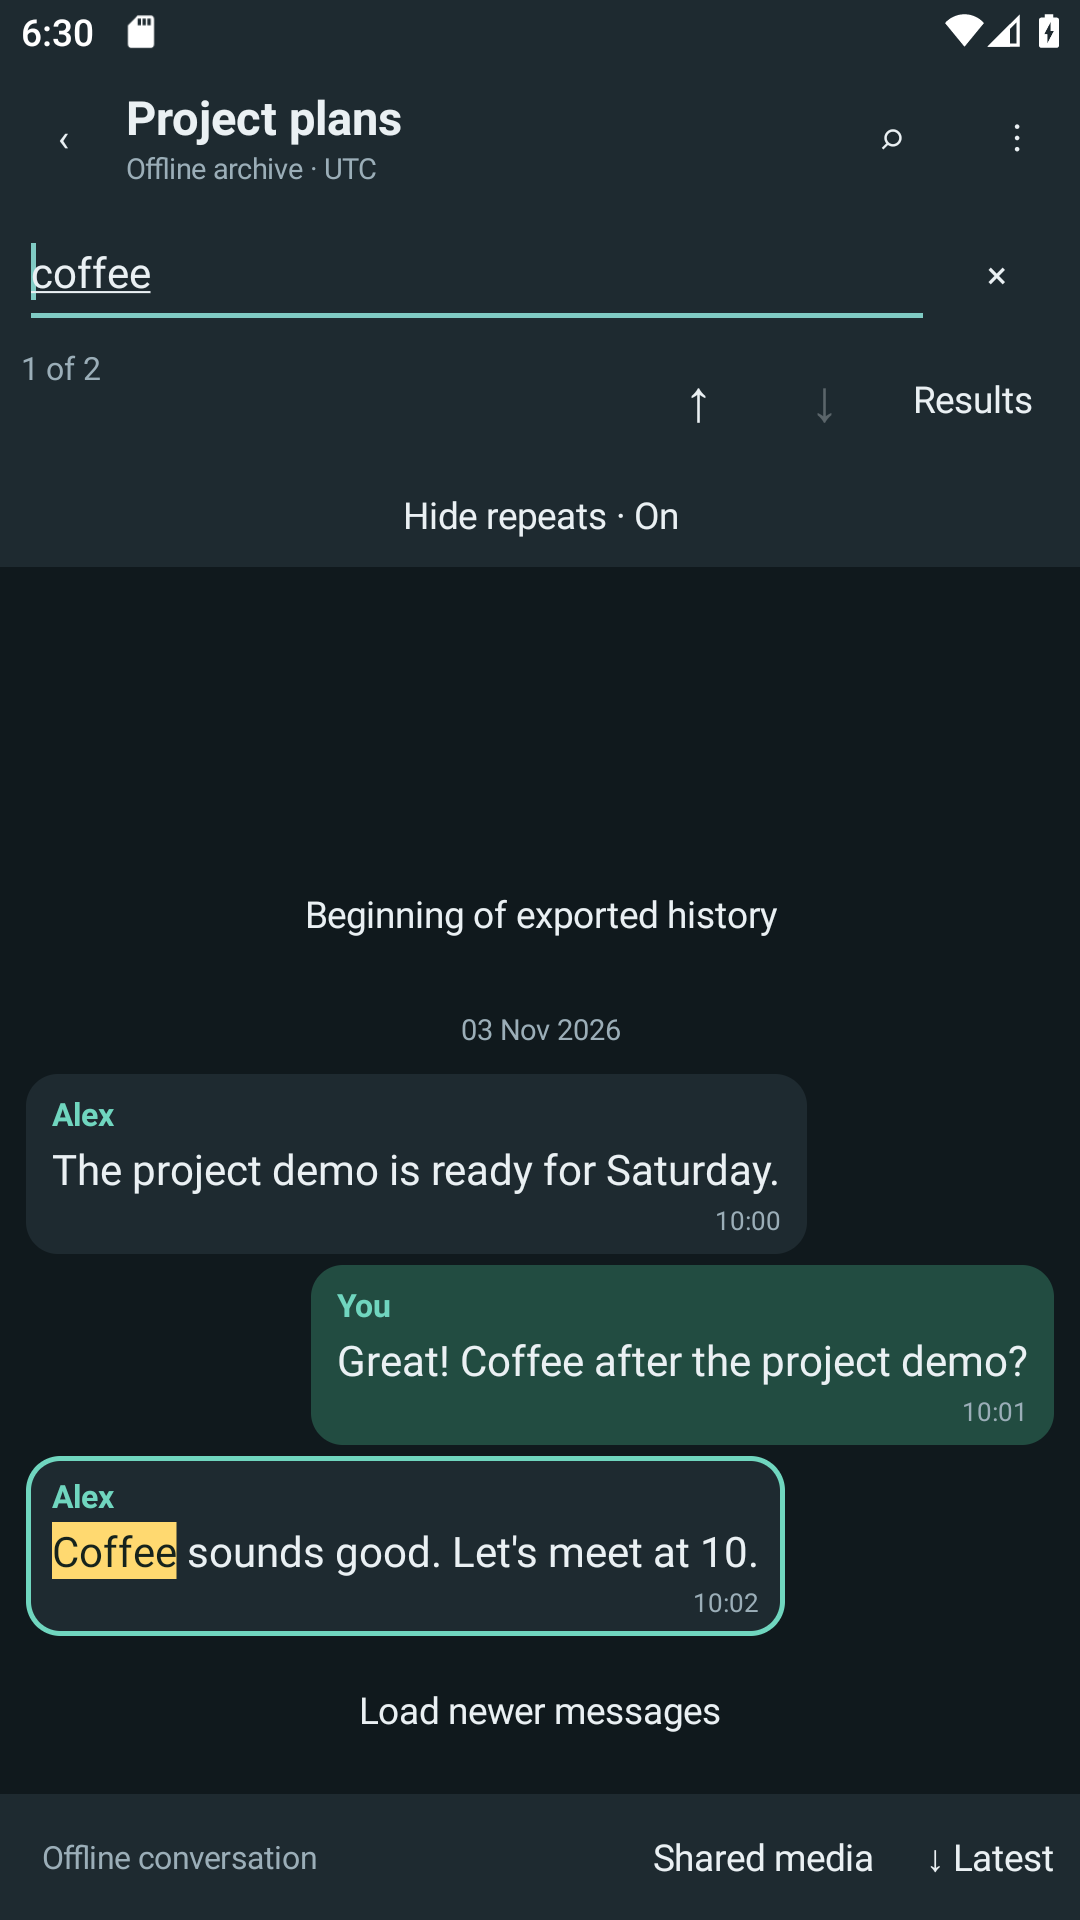 6:30
Project plans
Offline archive · UTC
coffee
×
1 of 2
↑ ↓ Results
Hide repeats · On
Beginning of exported history
03 Nov 2026
Alex
The project demo is ready for Saturday.
10:00
You
Great! Coffee after the project demo?
10:01
Alex
Coffee sounds good. Let's meet at 10.
10:02
Load newer messages
Offline conversation
Shared media
↓ Latest